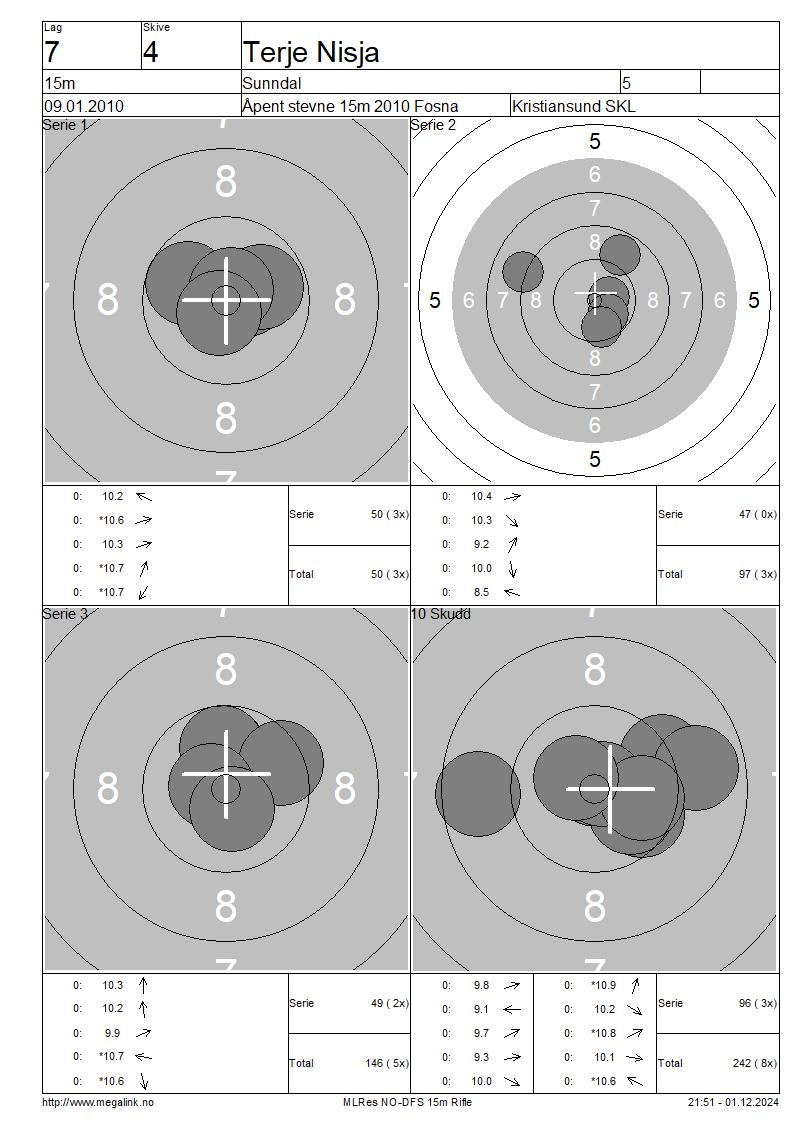 Lag Skive
7 4 Terje Nisja
15m Sunndal 5
09.01.2010 Åpent stevne 15m 2010 Fosna Kristiansund SKL
Serie 1 Serie 2
7
8
8 8
8
7
5
6
7
8
5 6 7 8 8 7 6 5
8
7
6
5
0: 10.2
0: *10.6
0: 10.3
0: *10.7
0: *10.7
Serie 50 ( 3x)
Total 50 ( 3x)
0: 10.4
0: 10.3
0: 9.2
0: 10.0
0: 8.5
Serie 47 ( 0x)
Total 97 ( 3x)
Serie 3 10 Skudd
7
8
8 8
8
7
7
8
8
8
7
0: 10.3
0: 10.2
0: 9.9
0: *10.7
0: *10.6
Serie 49 ( 2x)
Total 146 ( 5x)
0: 9.8 0: *10.9
0: 9.1 0: 10.2
0: 9.7 0: *10.8
0: 9.3 0: 10.1
0: 10.0 0: *10.6
Serie 96 ( 3x)
Total 242 ( 8x)
http://www.megalink.no MLRes NO-DFS 15m Rifle 21:51 - 01.12.2024